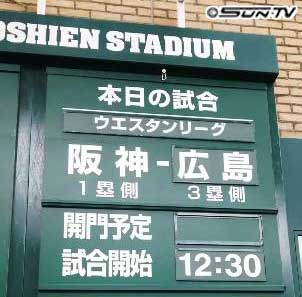 SUN-TV
OSHIEN STADIUM
本日の試合
ウエスタンリーグ
阪神-広島
1塁側 3塁側
開門予定
試合開始 12:30